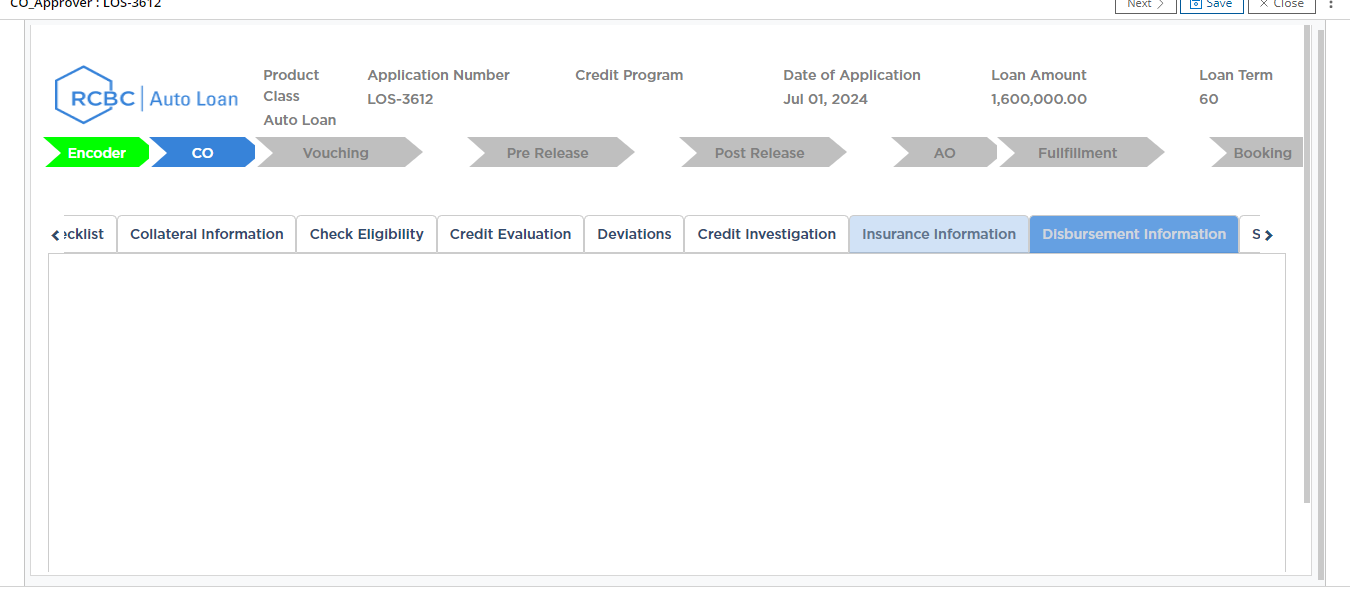 CO_Approver : LOS-3612
Next
Save
Close
RCBC Auto Loan
Product Class
Auto Loan
Application Number
LOS-3612
Credit Program
Date of Application
Jul 01, 2024
Loan Amount
1,600,000.00
Loan Term
60
Encoder
CO
Vouching
Pre Release
Post Release
AO
Fullfillment
Booking
ecklist
Collateral Information
Check Eligibility
Credit Evaluation
Deviations
Credit Investigation
Insurance Information
Disbursement Information
S